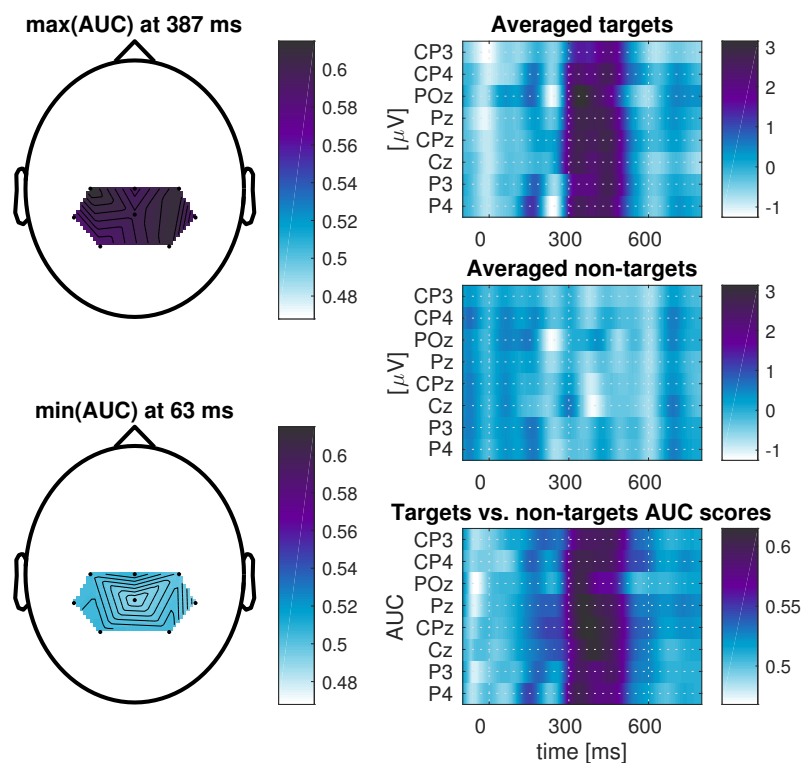 max(AUC) at 387 ms
0.6
0.58
0.56
0.54
0.52
0.5
0.48
min(AUC) at 63 ms
0.6
0.58
0.56
0.54
0.52
0.5
0.48
Averaged targets
[µV]
CP3
CP4
POz
Pz
CPz
Cz
P3
P4
0 300 600
3
2
1
0
-1
Averaged non-targets
[µV]
CP3
CP4
POz
Pz
CPz
Cz
P3
P4
0 300 600
3
2
1
0
-1
Targets vs. non-targets AUC scores
AUC
CP3
CP4
POz
Pz
CPz
Cz
P3
P4
0 300 600
time [ms]
0.6
0.55
0.5